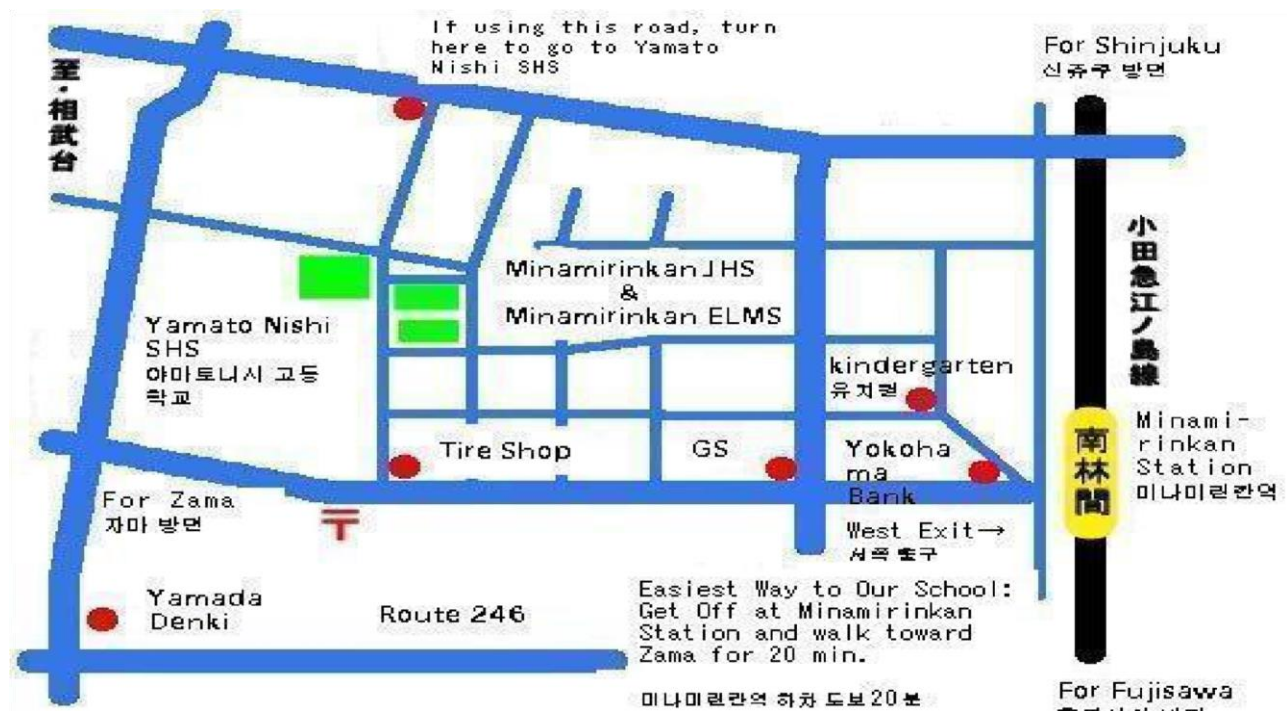 If using this road, turn
here to go to Yamato
Nishi SHS
For Shinjuku
신쥬쿠 방면
至・相武台
小田急江ノ島線
Minamirinkan JHS
&
Minamirinkan ELMS
Yamato Nishi
SHS
야마토니시 고등
학교
kindergarten
유치원
Minami-
rinkan
Station
미나미린칸역
南林間
Tire Shop
GS
Yokoha
ma
Bank
For Zama
자마 방면
〒
West Exit→
서쪽 출구
Yamada
Denki
Route 246
Easiest Way to Our School:
Get Off at Minamirinkan
Station and walk toward
Zama for 20 min.
미나미린칸역 하차 도보 20분
For Fujisawa